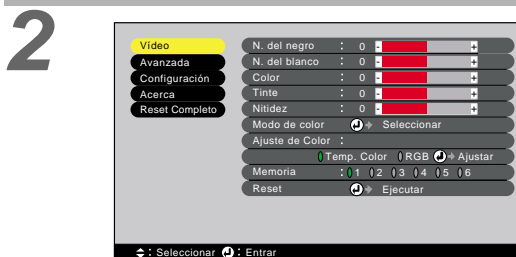 2
Vídeo
Avanzada
Configuración
Acerca
Reset Completo
N. del negro : 0 - +
N. del blanco : 0 - +
Color : 0 - +
Tinte : 0 - +
Nitidez : 0 - +
Modo de color Seleccionar
Ajuste de Color :
Temp. Color RGB Ajustar
Memoria : 1 2 3 4 5 6
Reset Ejecutar
: Seleccionar : Entrar